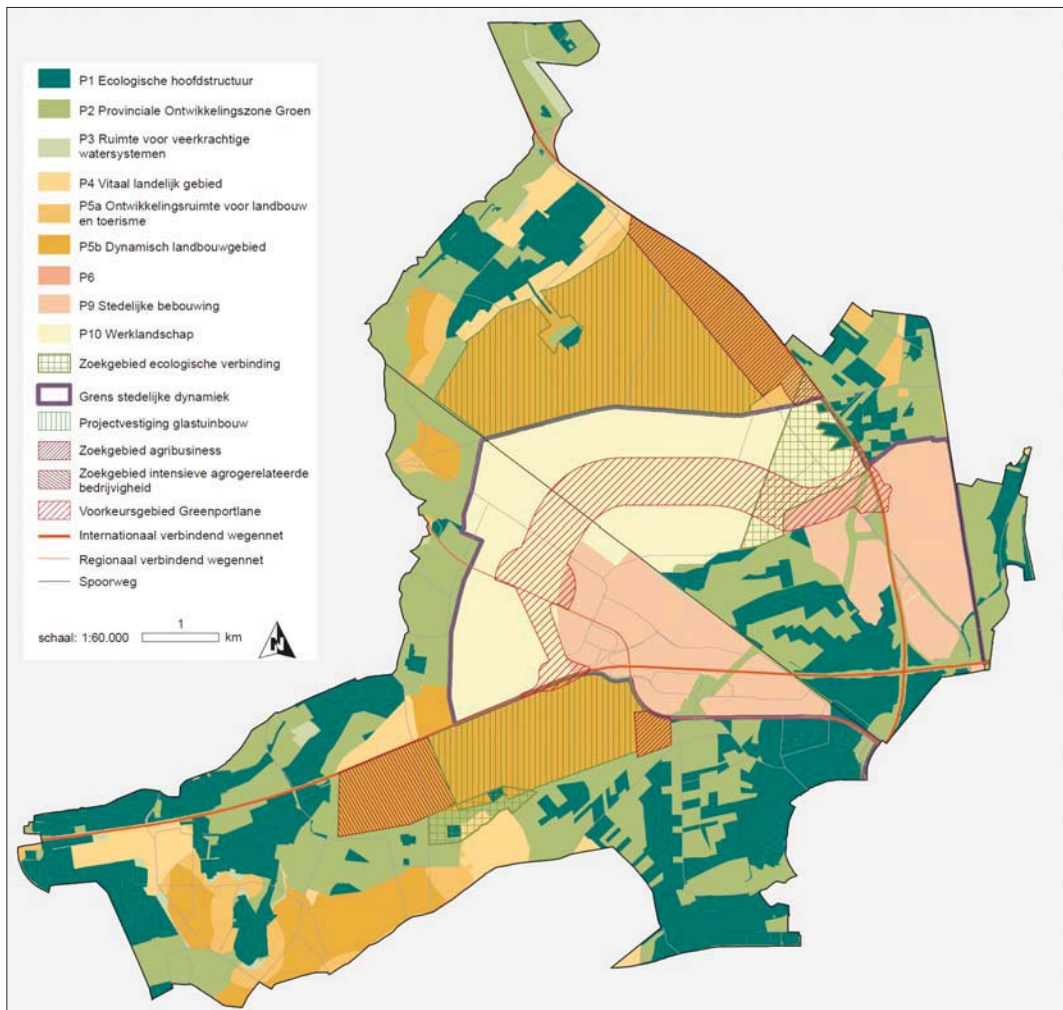 P1 Ecologische hoofdstructuur
P2 Provinciale Ontwikkelingszone Groen
P3 Ruimte voor veerkrachtige
watersystemen
P4 Vitaal landelijk gebied
P5a Ontwikkelingsruimte voor landbouw
en toerisme
P5b Dynamisch landbouwgebied
P6
P9 Stedelijke bebouwing
P10 Werklandschap
Zoekgebied ecologische verbinding
Grens stedelijke dynamiek
Projectvestiging glastuinbouw
Zoekgebied agribusiness
Zoekgebied intensieve agrogerelateerde
bedrijvigheid
Voorkeursgebied Greenportlane
Internationaal verbindend wegennet
Regionaal verbindend wegennet
Spoorweg
1
schaal: 1:60.000 km
N